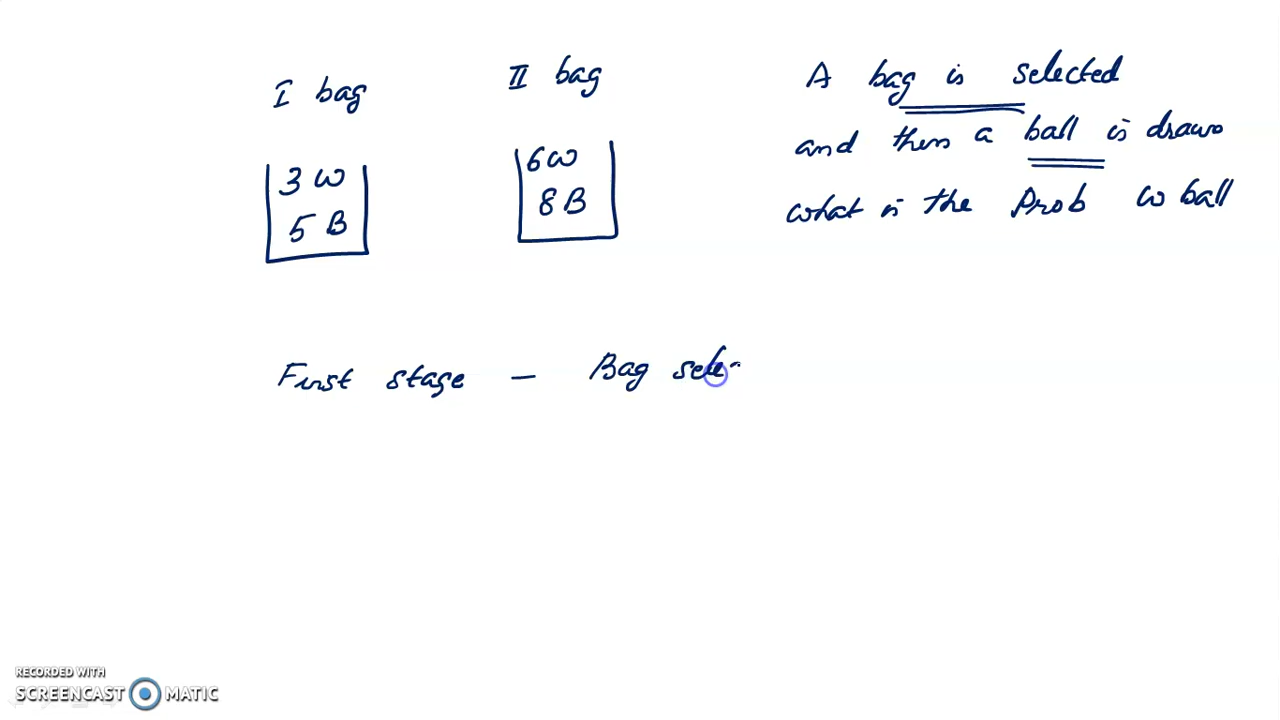 I bag
3 W
5 B
II bag
6W
8 B
A bag is selected
and then a ball is drawn
what is the Prob W ball
First stage - Bag sele
RECORDED WITH
SCREENCAST MATIC